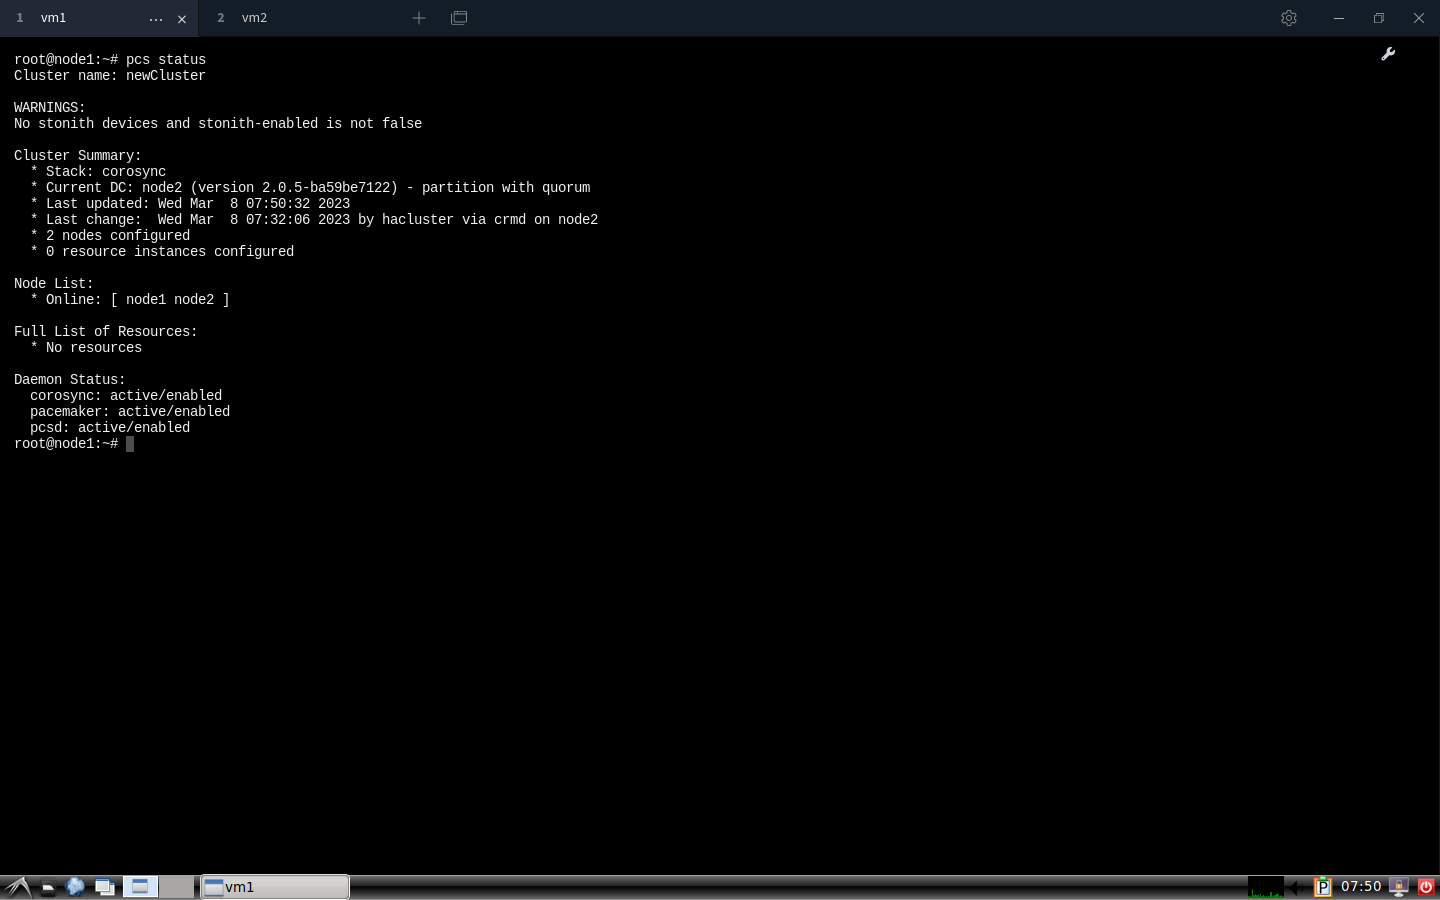 1 vm1 ··· × 2 vm2
root@node1:~# pcs status
Cluster name: newCluster
WARNINGS:
No stonith devices and stonith-enabled is not false
Cluster Summary:
* Stack: corosync
* Current DC: node2 (version 2.0.5-ba59be7122) - partition with quorum
* Last updated: Wed Mar  8 07:50:32 2023
* Last change:  Wed Mar  8 07:32:06 2023 by hacluster via crmd on node2
* 2 nodes configured
* 0 resource instances configured
Node List:
* Online: [ node1 node2 ]
Full List of Resources:
* No resources
Daemon Status:
corosync: active/enabled
pacemaker: active/enabled
pcsd: active/enabled
root@node1:~#
vm1 P 07:50